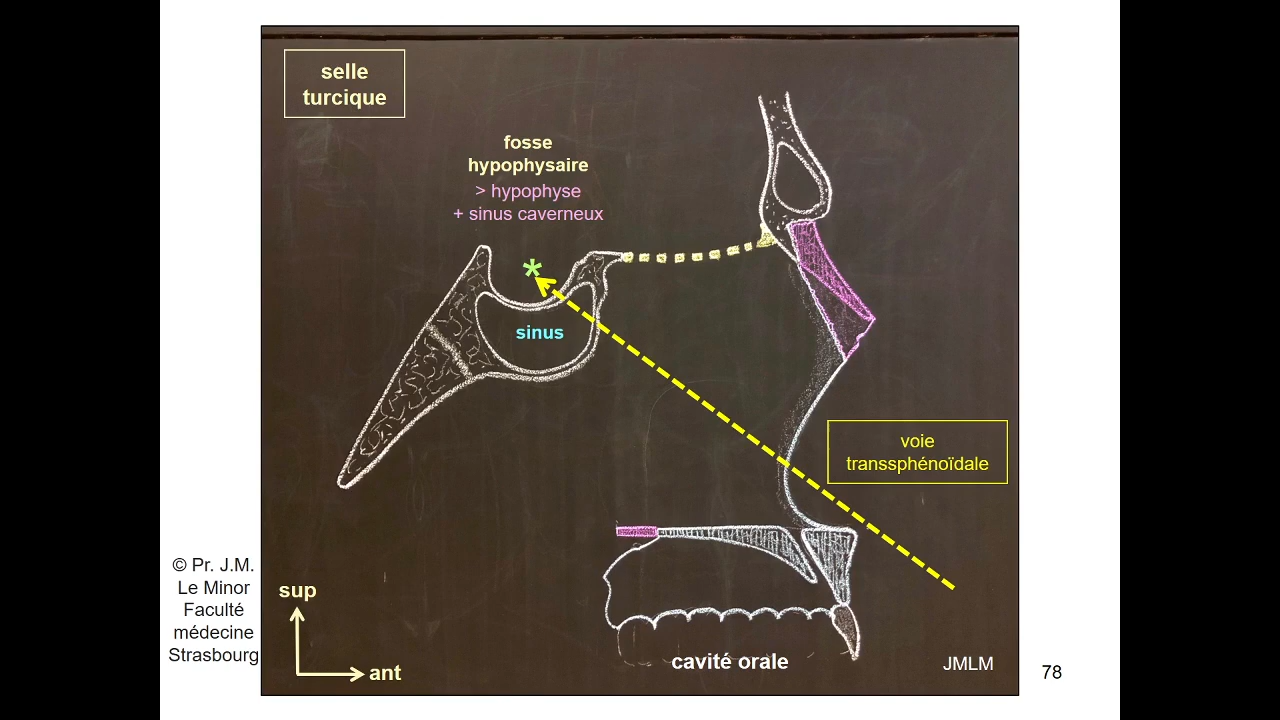 selle
turcique
fosse
hypophysaire
> hypophyse
+ sinus caverneux
*
sinus
voie
transsphénoïdale
© Pr. J.M.
Le Minor
Faculté
médecine
Strasbourg
sup
ant
cavité orale
JMLM
78